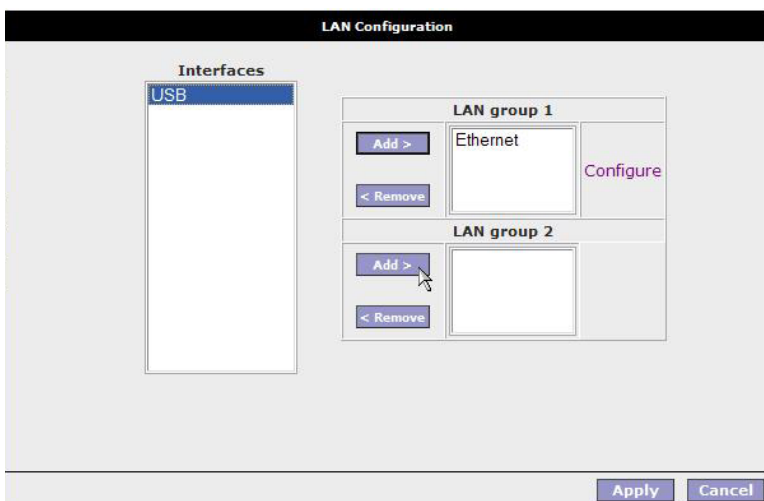 LAN Configuration
Interfaces
USB
LAN group 1
Add >
Ethernet
Configure
< Remove
LAN group 2
Add >
< Remove
Apply
Cancel